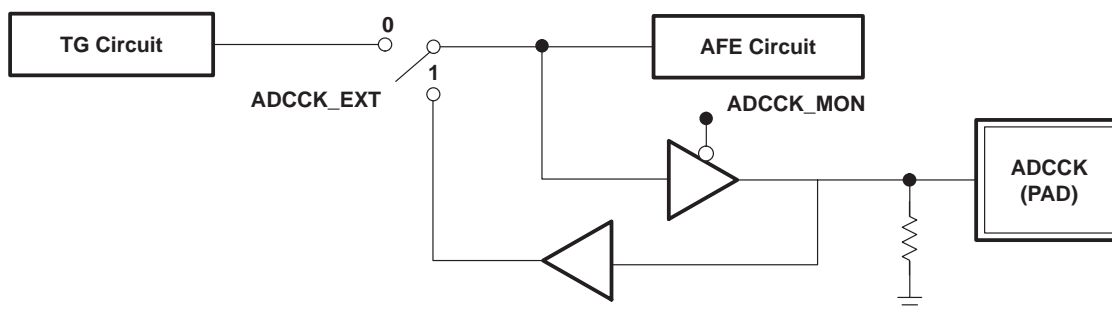 TG Circuit
0
AFE Circuit
1
ADCCK_EXT
ADCCK_MON
ADCCK
(PAD)